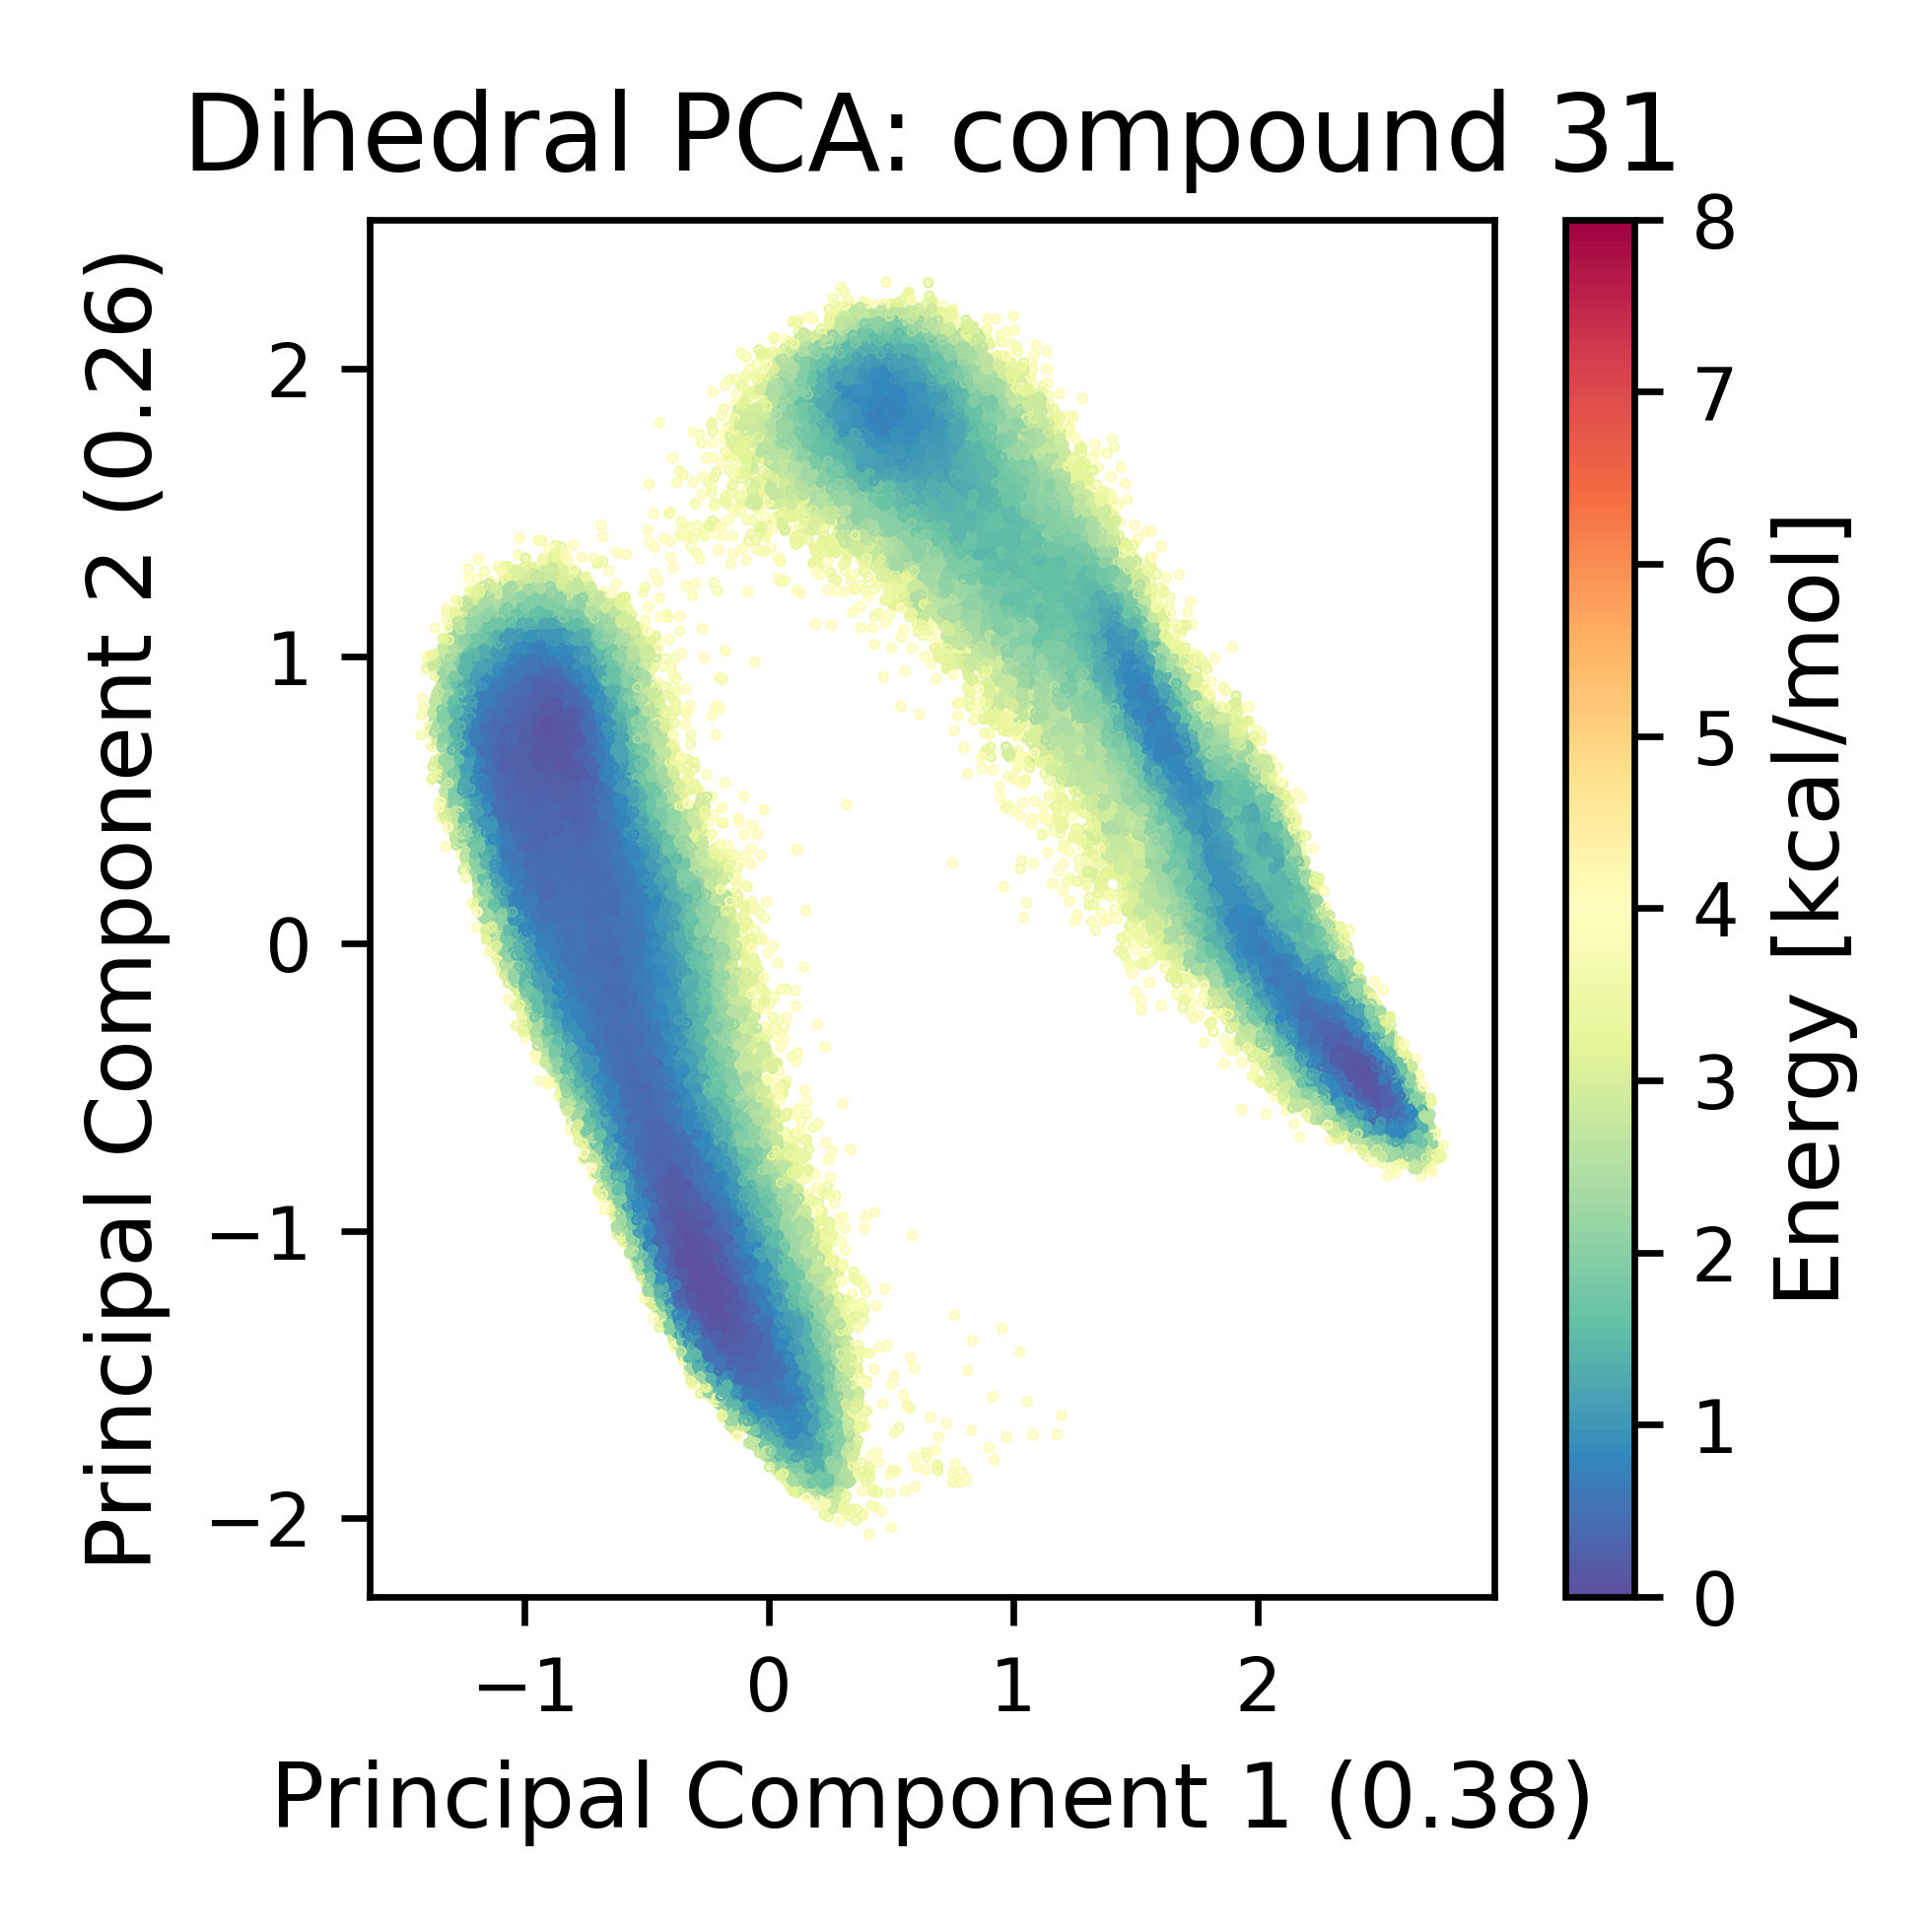 Dihedral PCA: compound 31
Principal Component 2 (0.26)
2
1
0
−1
−2
−1 0 1 2
Principal Component 1 (0.38)
8
7
6
5
4
3
2
1
0
Energy [kcal/mol]